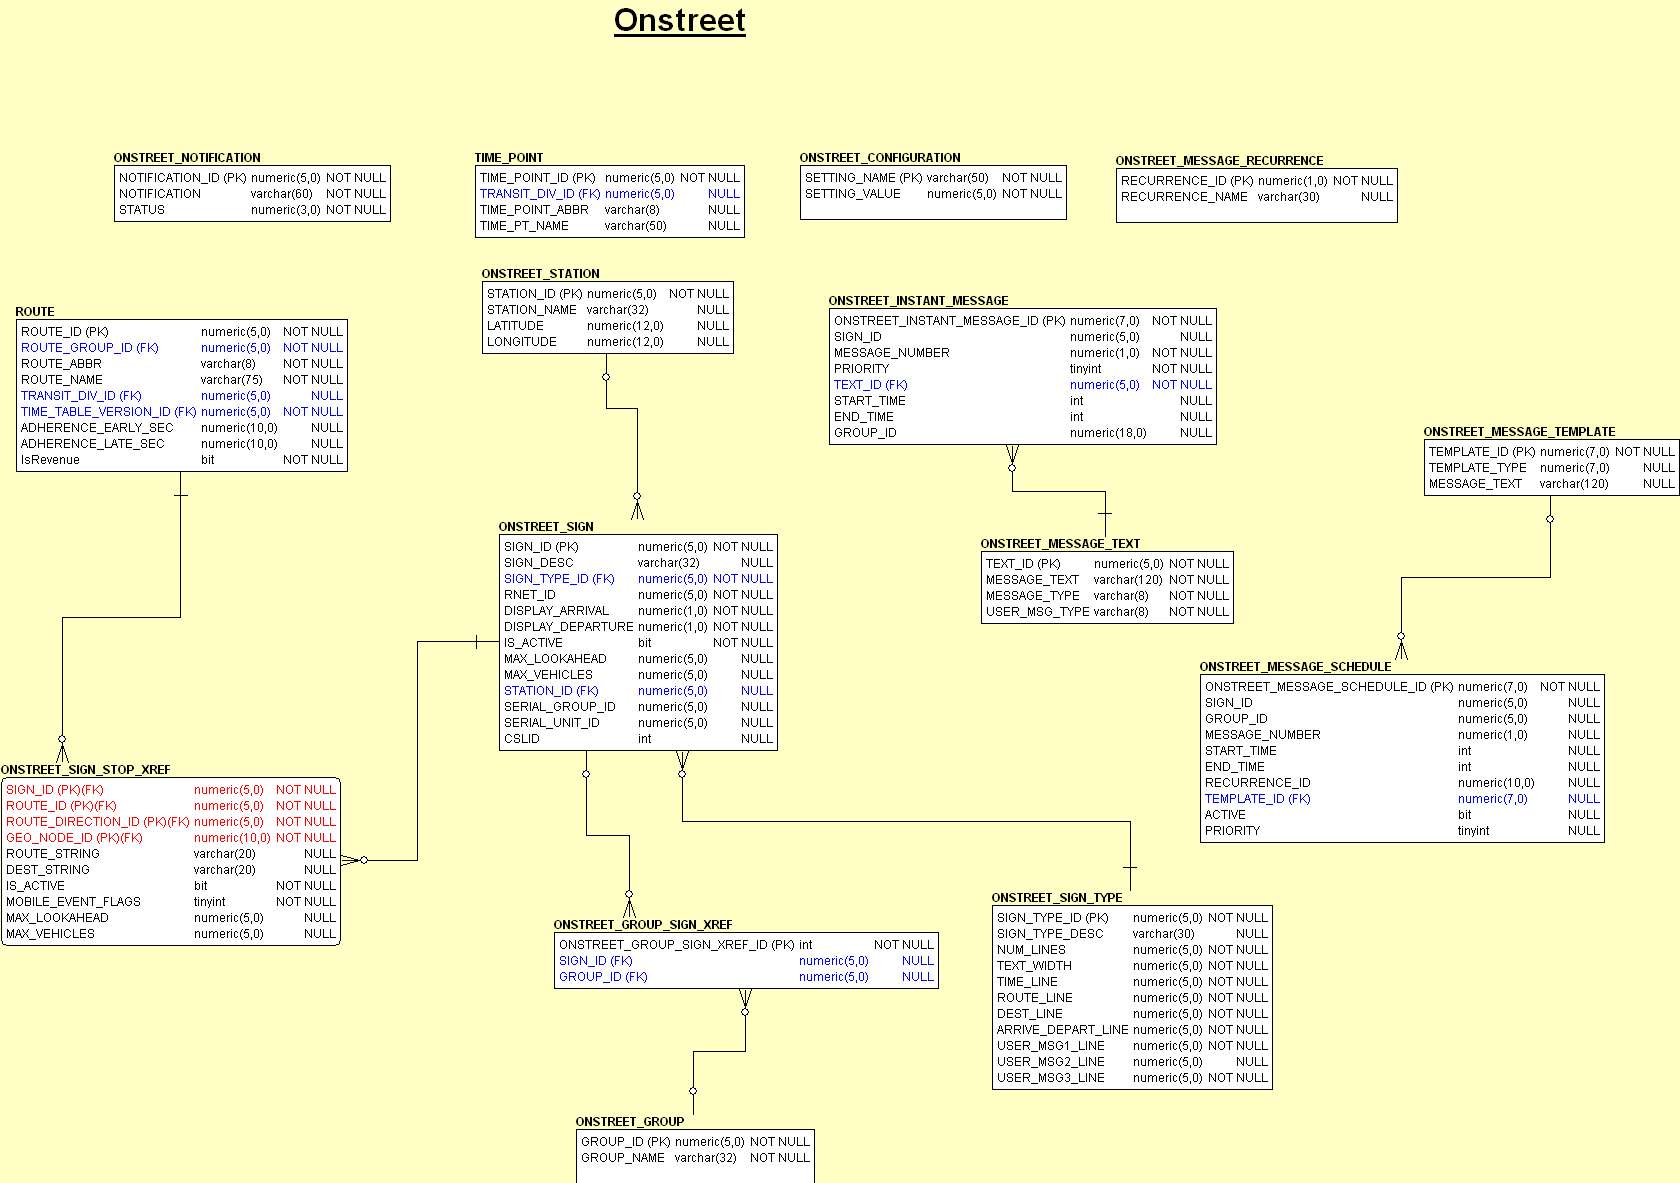 Onstreet
ONSTREET_NOTIFICATION
NOTIFICATION_ID (PK) numeric(5,0) NOT NULL
NOTIFICATION varchar(60) NOT NULL
STATUS numeric(3,0) NOT NULL
TIME_POINT
TIME_POINT_ID (PK) numeric(5,0) NOT NULL
TRANSIT_DIV_ID (FK) numeric(5,0) NULL
TIME_POINT_ABBR varchar(8) NULL
TIME_PT_NAME varchar(50) NULL
ONSTREET_CONFIGURATION
SETTING_NAME (PK) varchar(50) NOT NULL
SETTING_VALUE numeric(5,0) NOT NULL
ONSTREET_MESSAGE_RECURRENCE
RECURRENCE_ID (PK) numeric(1,0) NOT NULL
RECURRENCE_NAME varchar(30) NULL
ONSTREET_STATION
STATION_ID (PK) numeric(5,0) NOT NULL
STATION_NAME varchar(32) NULL
LATITUDE numeric(12,0) NULL
LONGITUDE numeric(12,0) NULL
ROUTE
ROUTE_ID (PK) numeric(5,0) NOT NULL
ROUTE_GROUP_ID (FK) numeric(5,0) NOT NULL
ROUTE_ABBR varchar(8) NOT NULL
ROUTE_NAME varchar(75) NOT NULL
TRANSIT_DIV_ID (FK) numeric(5,0) NULL
TIME_TABLE_VERSION_ID (FK) numeric(5,0) NOT NULL
ADHERENCE_EARLY_SEC numeric(10,0) NULL
ADHERENCE_LATE_SEC numeric(10,0) NULL
IsRevenue bit NOT NULL
ONSTREET_INSTANT_MESSAGE
ONSTREET_INSTANT_MESSAGE_ID (PK) numeric(7,0) NOT NULL
SIGN_ID numeric(5,0) NULL
MESSAGE_NUMBER numeric(1,0) NOT NULL
PRIORITY tinyint NOT NULL
TEXT_ID (FK) numeric(5,0) NOT NULL
START_TIME int NULL
END_TIME int NULL
GROUP_ID numeric(18,0) NULL
ONSTREET_MESSAGE_TEMPLATE
TEMPLATE_ID (PK) numeric(7,0) NOT NULL
TEMPLATE_TYPE numeric(7,0) NULL
MESSAGE_TEXT varchar(120) NULL
ONSTREET_SIGN
SIGN_ID (PK) numeric(5,0) NOT NULL
SIGN_DESC varchar(32) NULL
SIGN_TYPE_ID (FK) numeric(5,0) NOT NULL
RNET_ID numeric(5,0) NOT NULL
DISPLAY_ARRIVAL numeric(1,0) NOT NULL
DISPLAY_DEPARTURE numeric(1,0) NOT NULL
IS_ACTIVE bit NOT NULL
MAX_LOOKAHEAD numeric(5,0) NULL
MAX_VEHICLES numeric(5,0) NULL
STATION_ID (FK) numeric(5,0) NULL
SERIAL_GROUP_ID numeric(5,0) NULL
SERIAL_UNIT_ID numeric(5,0) NULL
CSLID int NULL
ONSTREET_MESSAGE_TEXT
TEXT_ID (PK) numeric(5,0) NOT NULL
MESSAGE_TEXT varchar(120) NOT NULL
MESSAGE_TYPE varchar(8) NOT NULL
USER_MSG_TYPE varchar(8) NOT NULL
ONSTREET_MESSAGE_SCHEDULE
ONSTREET_MESSAGE_SCHEDULE_ID (PK) numeric(7,0) NOT NULL
SIGN_ID numeric(5,0) NULL
GROUP_ID numeric(5,0) NULL
MESSAGE_NUMBER numeric(1,0) NULL
START_TIME int NULL
END_TIME int NULL
RECURRENCE_ID numeric(10,0) NULL
TEMPLATE_ID (FK) numeric(7,0) NULL
ACTIVE bit NULL
PRIORITY tinyint NULL
ONSTREET_SIGN_STOP_XREF
SIGN_ID (PK)(FK) numeric(5,0) NOT NULL
ROUTE_ID (PK)(FK) numeric(5,0) NOT NULL
ROUTE_DIRECTION_ID (PK)(FK) numeric(5,0) NOT NULL
GEO_NODE_ID (PK)(FK) numeric(10,0) NOT NULL
ROUTE_STRING varchar(20) NULL
DEST_STRING varchar(20) NULL
IS_ACTIVE bit NOT NULL
MOBILE_EVENT_FLAGS tinyint NOT NULL
MAX_LOOKAHEAD numeric(5,0) NULL
MAX_VEHICLES numeric(5,0) NULL
ONSTREET_GROUP_SIGN_XREF
ONSTREET_GROUP_SIGN_XREF_ID (PK) int NOT NULL
SIGN_ID (FK) numeric(5,0) NULL
GROUP_ID (FK) numeric(5,0) NULL
ONSTREET_SIGN_TYPE
SIGN_TYPE_ID (PK) numeric(5,0) NOT NULL
SIGN_TYPE_DESC varchar(30) NULL
NUM_LINES numeric(5,0) NOT NULL
TEXT_WIDTH numeric(5,0) NOT NULL
TIME_LINE numeric(5,0) NOT NULL
ROUTE_LINE numeric(5,0) NOT NULL
DEST_LINE numeric(5,0) NOT NULL
ARRIVE_DEPART_LINE numeric(5,0) NOT NULL
USER_MSG1_LINE numeric(5,0) NOT NULL
USER_MSG2_LINE numeric(5,0) NULL
USER_MSG3_LINE numeric(5,0) NOT NULL
ONSTREET_GROUP
GROUP_ID (PK) numeric(5,0) NOT NULL
GROUP_NAME varchar(32) NOT NULL